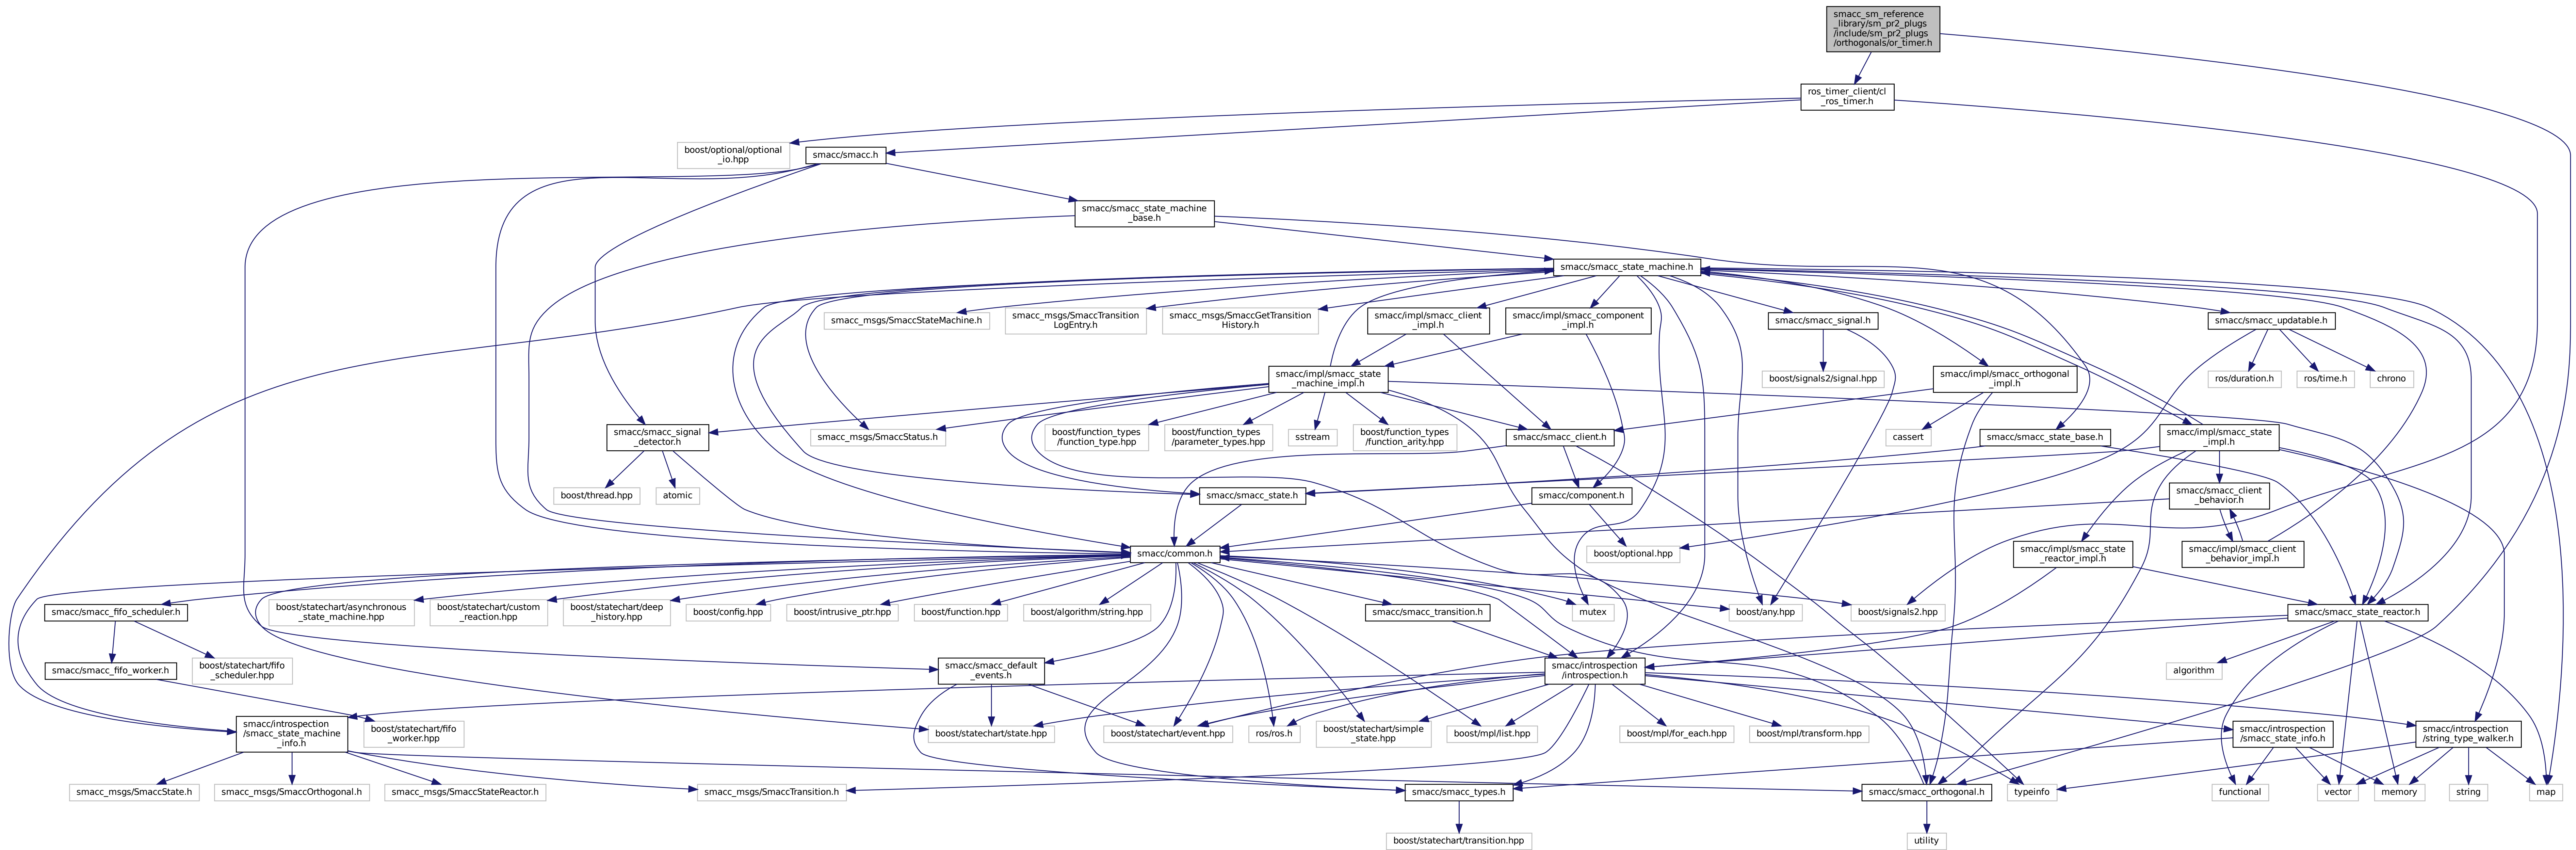 smacc_sm_reference
_library/sm_pr2_plugs
/include/sm_pr2_plugs
/orthogonals/or_timer.h
ros_timer_client/cl
_ros_timer.h
boost/optional/optional
_io.hpp
smacc/smacc.h
smacc/smacc_state_machine
_base.h
smacc/smacc_state_machine.h
smacc_msgs/SmaccStateMachine.h
smacc_msgs/SmaccTransition
LogEntry.h
smacc_msgs/SmaccGetTransition
History.h
smacc/impl/smacc_client
_impl.h
smacc/impl/smacc_component
_impl.h
smacc/smacc_signal.h
smacc/smacc_updatable.h
smacc/impl/smacc_state
_machine_impl.h
boost/signals2/signal.hpp
smacc/impl/smacc_orthogonal
_impl.h
ros/duration.h
ros/time.h
chrono
smacc/smacc_signal
_detector.h
smacc_msgs/SmaccStatus.h
boost/function_types
/function_type.hpp
boost/function_types
/parameter_types.hpp
sstream
boost/function_types
/function_arity.hpp
smacc/smacc_client.h
cassert
smacc/smacc_state_base.h
smacc/impl/smacc_state
_impl.h
boost/thread.hpp
atomic
smacc/smacc_state.h
smacc/component.h
smacc/smacc_client
_behavior.h
smacc/common.h
boost/optional.hpp
smacc/impl/smacc_state
_reactor_impl.h
smacc/impl/smacc_client
_behavior_impl.h
smacc/smacc_fifo_scheduler.h
boost/statechart/asynchronous
_state_machine.hpp
boost/statechart/custom
_reaction.hpp
boost/statechart/deep
_history.hpp
boost/config.hpp
boost/intrusive_ptr.hpp
boost/function.hpp
boost/algorithm/string.hpp
smacc/smacc_transition.h
mutex
boost/any.hpp
boost/signals2.hpp
smacc/smacc_state_reactor.h
smacc/smacc_fifo_worker.h
boost/statechart/fifo
_scheduler.hpp
smacc/smacc_default
_events.h
smacc/introspection
/introspection.h
algorithm
smacc/introspection
/smacc_state_machine
_info.h
boost/statechart/fifo
_worker.hpp
boost/statechart/state.hpp
boost/statechart/event.hpp
ros/ros.h
boost/statechart/simple
_state.hpp
boost/mpl/list.hpp
boost/mpl/for_each.hpp
boost/mpl/transform.hpp
smacc/introspection
/smacc_state_info.h
smacc/introspection
/string_type_walker.h
smacc_msgs/SmaccState.h
smacc_msgs/SmaccOrthogonal.h
smacc_msgs/SmaccStateReactor.h
smacc_msgs/SmaccTransition.h
smacc/smacc_types.h
smacc/smacc_orthogonal.h
typeinfo
functional
vector
memory
string
map
boost/statechart/transition.hpp
utility